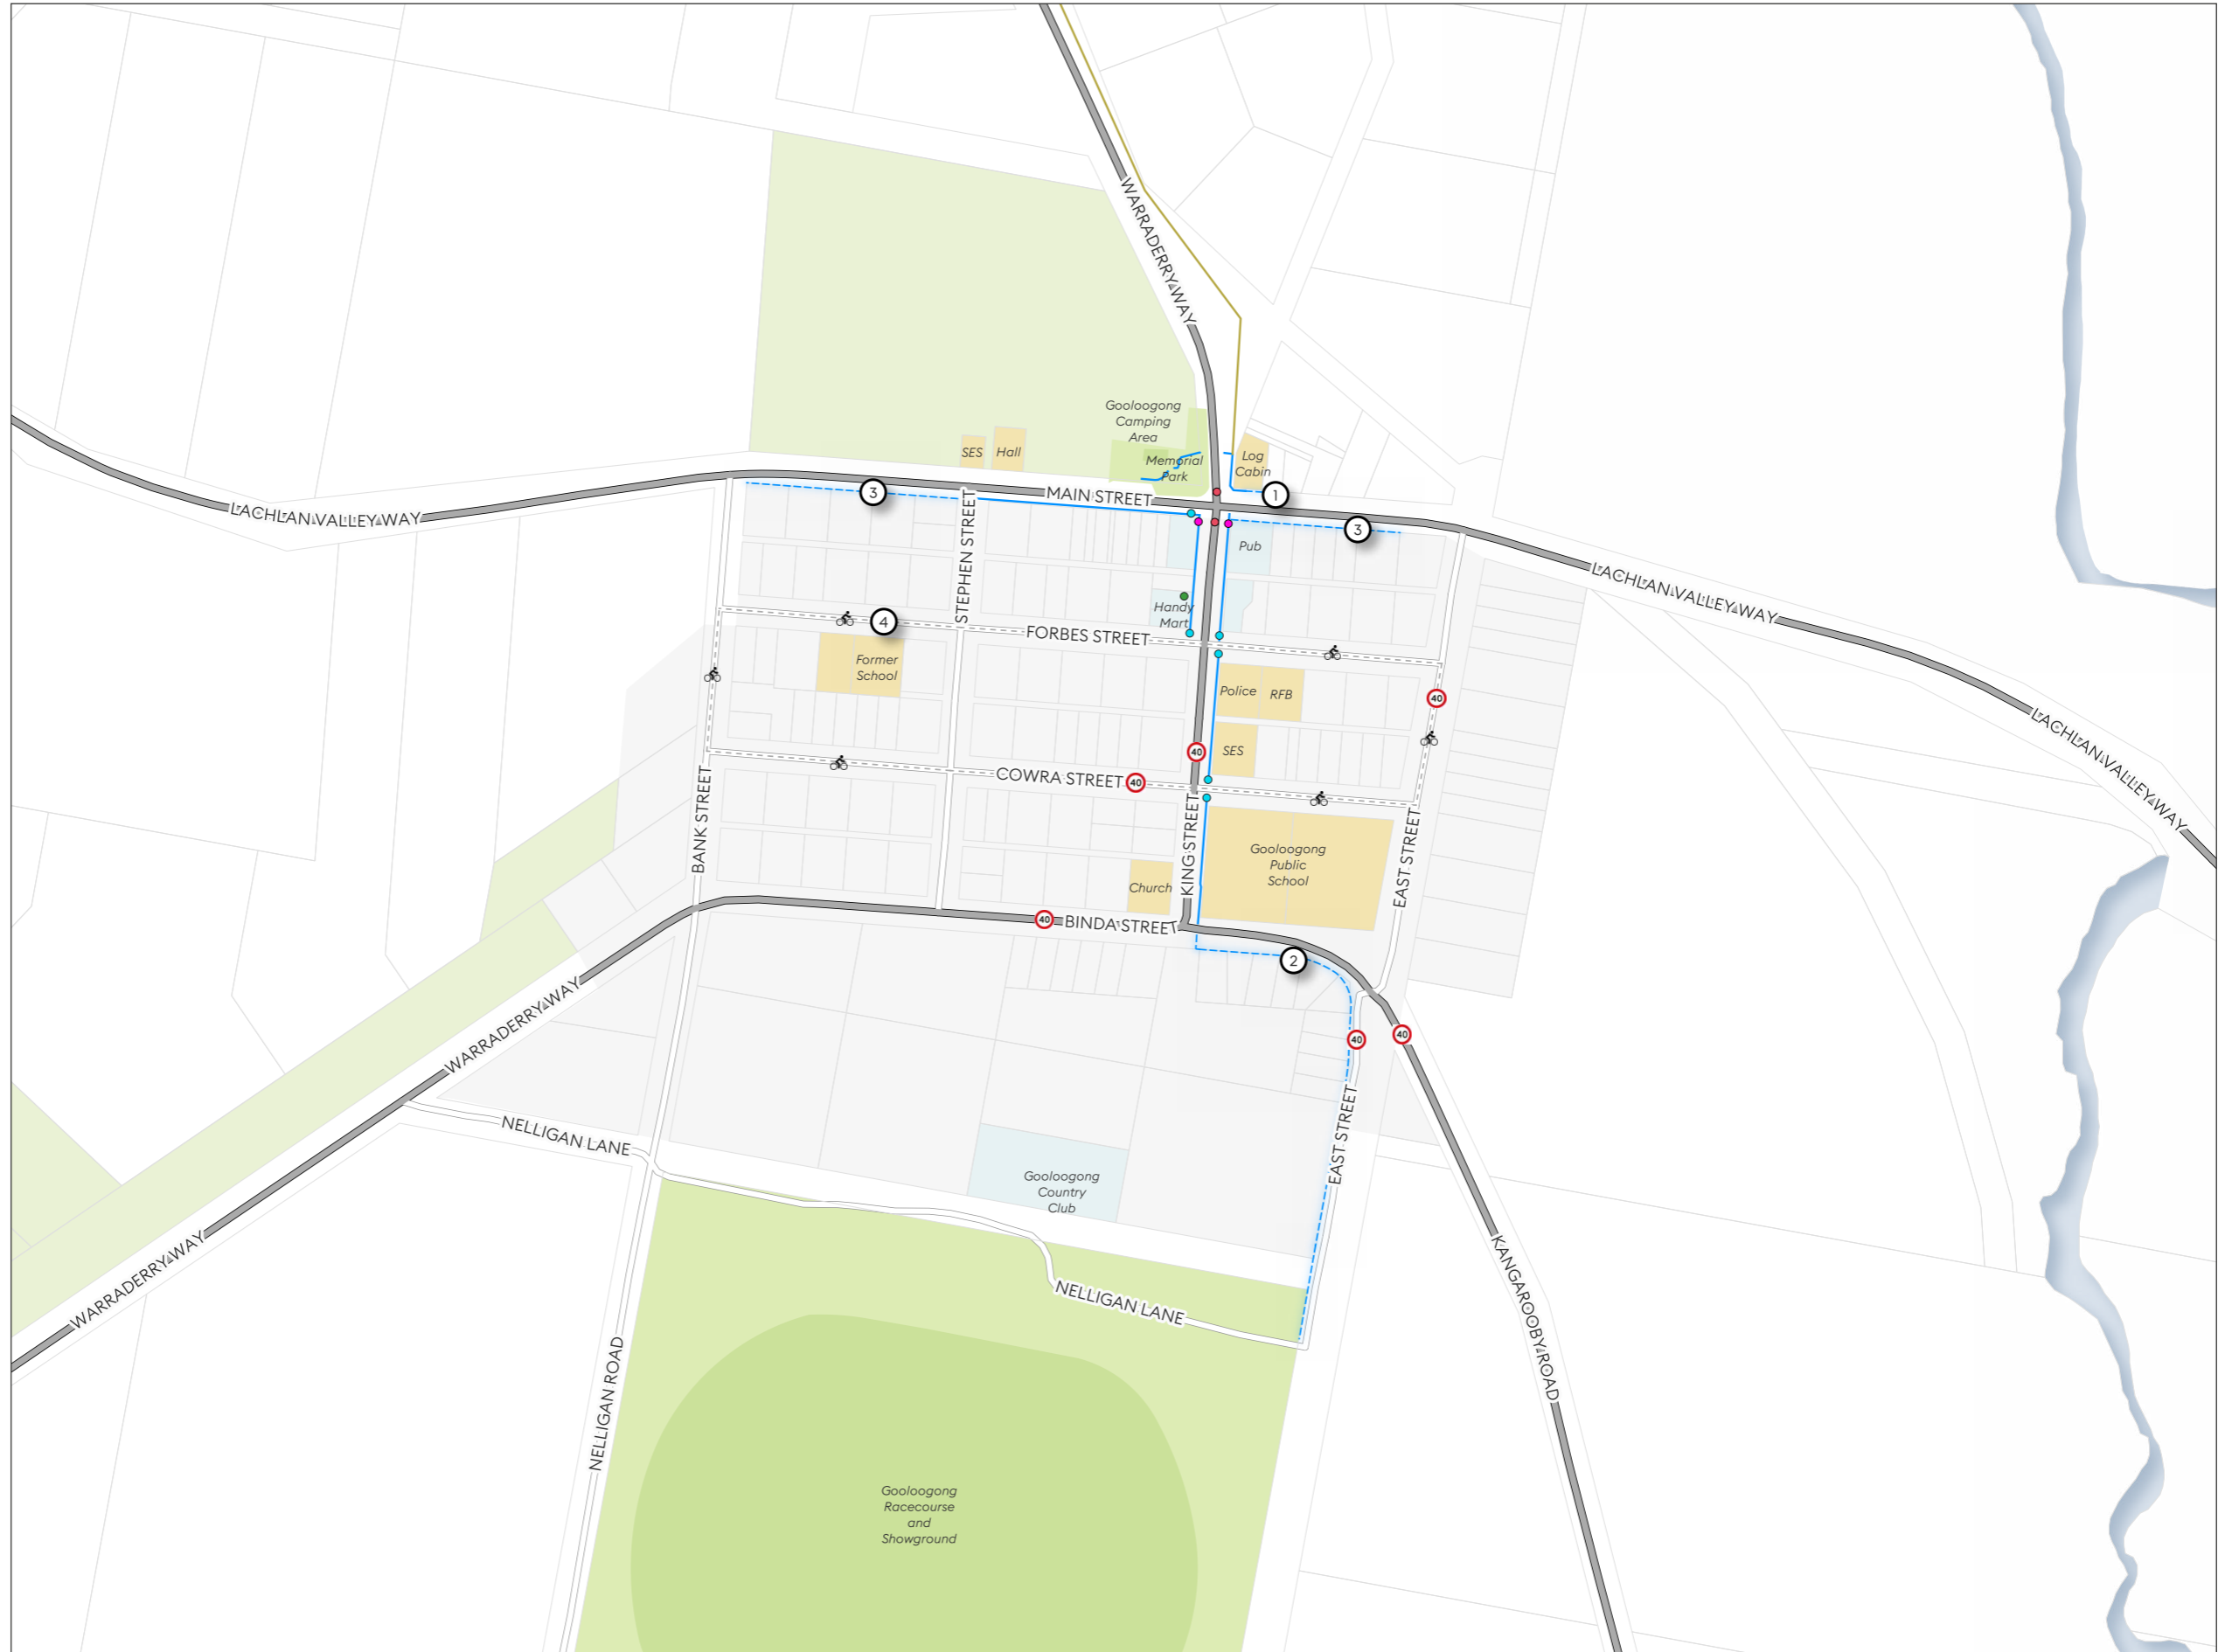 WARRADERRY WAY
Gooloogong
Camping
Area
SES
Hall
Memorial
Park
Log
Cabin
1
3
MAIN STREET
LACHLAN VALLEY WAY
3
Pub
STEPHEN STREET
LACHLAN VALLEY WAY
Handy
Mart
4
FORBES STREET
Former
School
Police
RFB
40
LACHLAN VALLEY WAY
40
SES
COWRA STREET
40
BANK STREET
KING STREET
Gooloogong
Public
School
EAST STREET
Church
40
BINDA STREET
2
WARRADERRY WAY
40
40
NELLIGAN LANE
EAST STREET
Gooloogong
Country
Club
WARRADERRY WAY
NELLIGAN LANE
KANGAROOBY ROAD
NELLIGAN ROAD
Gooloogong
Racecourse
and
Showground